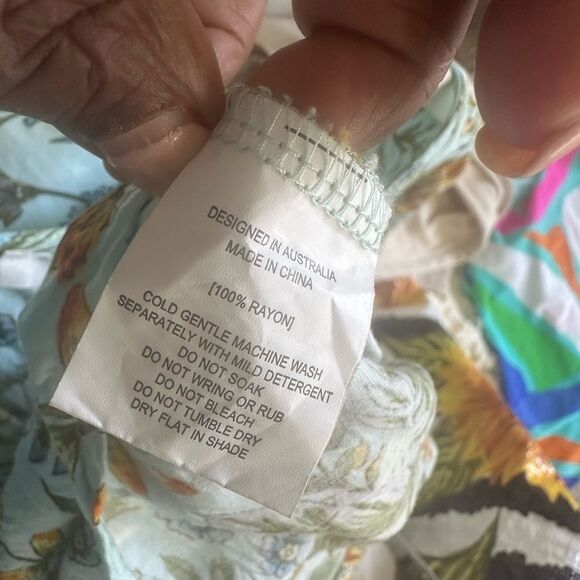 DESIGNED IN AUSTRALIA
MADE IN CHINA
[100% RAYON]
COLD GENTLE MACHINE WASH
SEPARATELY WITH MILD DETERGENT
DO NOT SOAK
DO NOT WRING OR RUB
DO NOT BLEACH
DO NOT TUMBLE DRY
DRY FLAT IN SHADE